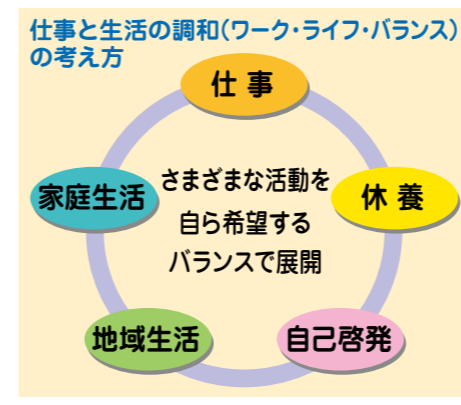 仕事と生活の調和(ワーク・ライフ・バランス)
の考え方
仕事
家庭生活
さまざまな活動を
自ら希望する
バランスで展開
休養
地域生活
自己啓発